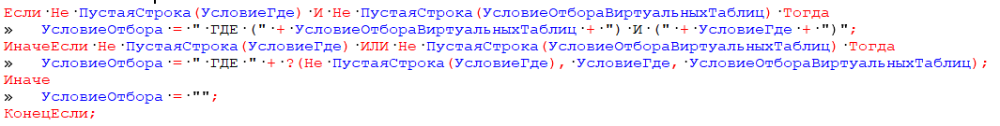 Если Не ПустаяСтрока(УсловиеГде) И Не ПустаяСтрока(УсловиеОтбораВиртуальныхТаблиц) Тогда
» УсловиеОтбора = " ГДЕ (" + УсловиеОтбораВиртуальныхТаблиц + ") И (" + УсловиеГде + ")";
ИначеЕсли Не ПустаяСтрока(УсловиеГде) ИЛИ Не ПустаяСтрока(УсловиеОтбораВиртуальныхТаблиц) Тогда
» УсловиеОтбора = " ГДЕ " + ?(Не ПустаяСтрока(УсловиеГде), УсловиеГде, УсловиеОтбораВиртуальныхТаблиц);
Иначе
» УсловиеОтбора = "";
КонецЕсли;